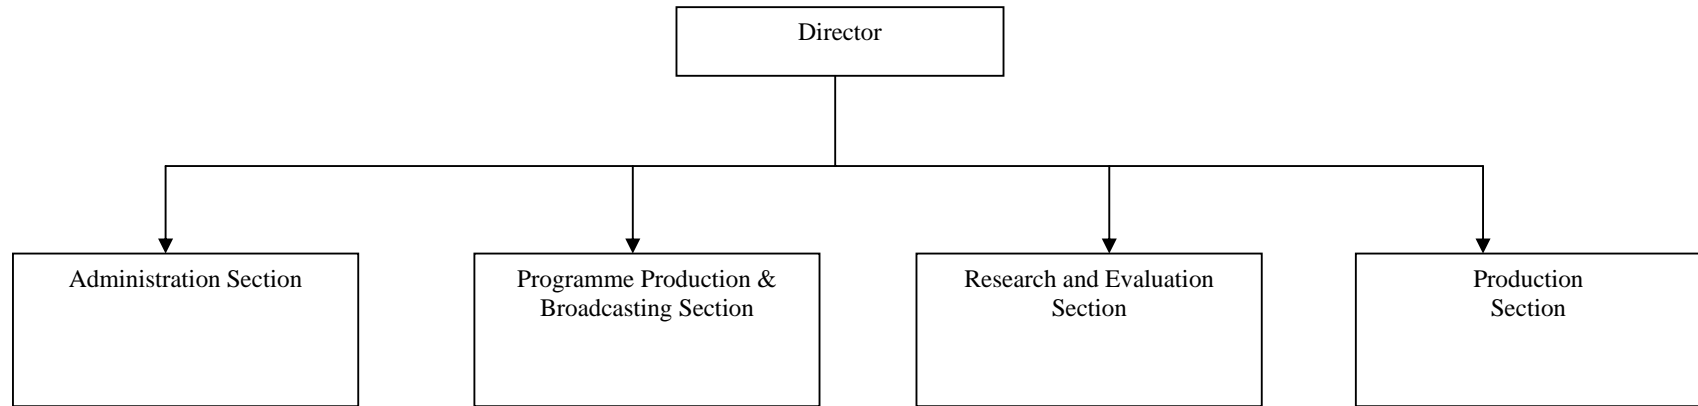 Director
Administration Section
Programme Production &
Broadcasting Section
Research and Evaluation
Section
Production
Section